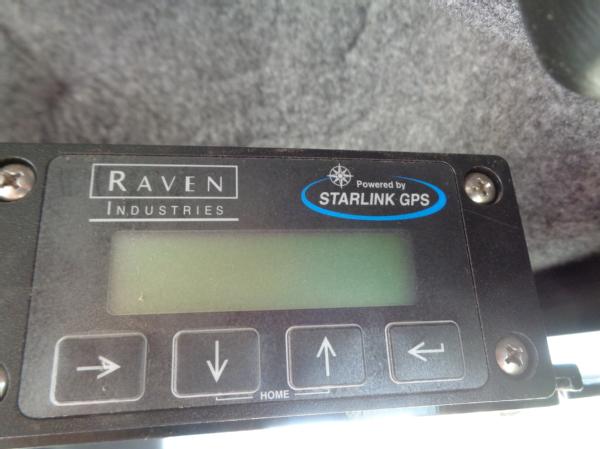 RAVEN
INDUSTRIES
Powered by
STARLINK GPS
HOME